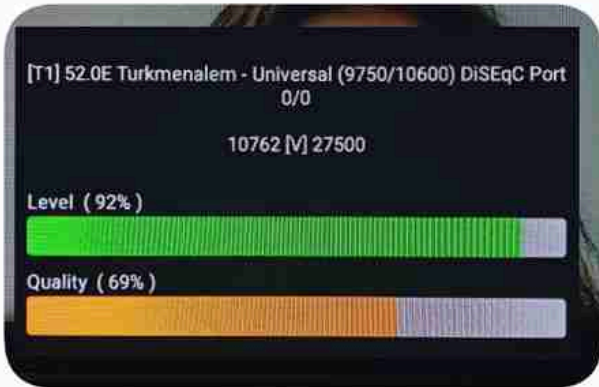 [T1] 52.0E Turkmenalem - Universal (9750/10600) DiSEqC Port
0/0
10762 [V] 27500
Level ( 92% )
Quality ( 69% )